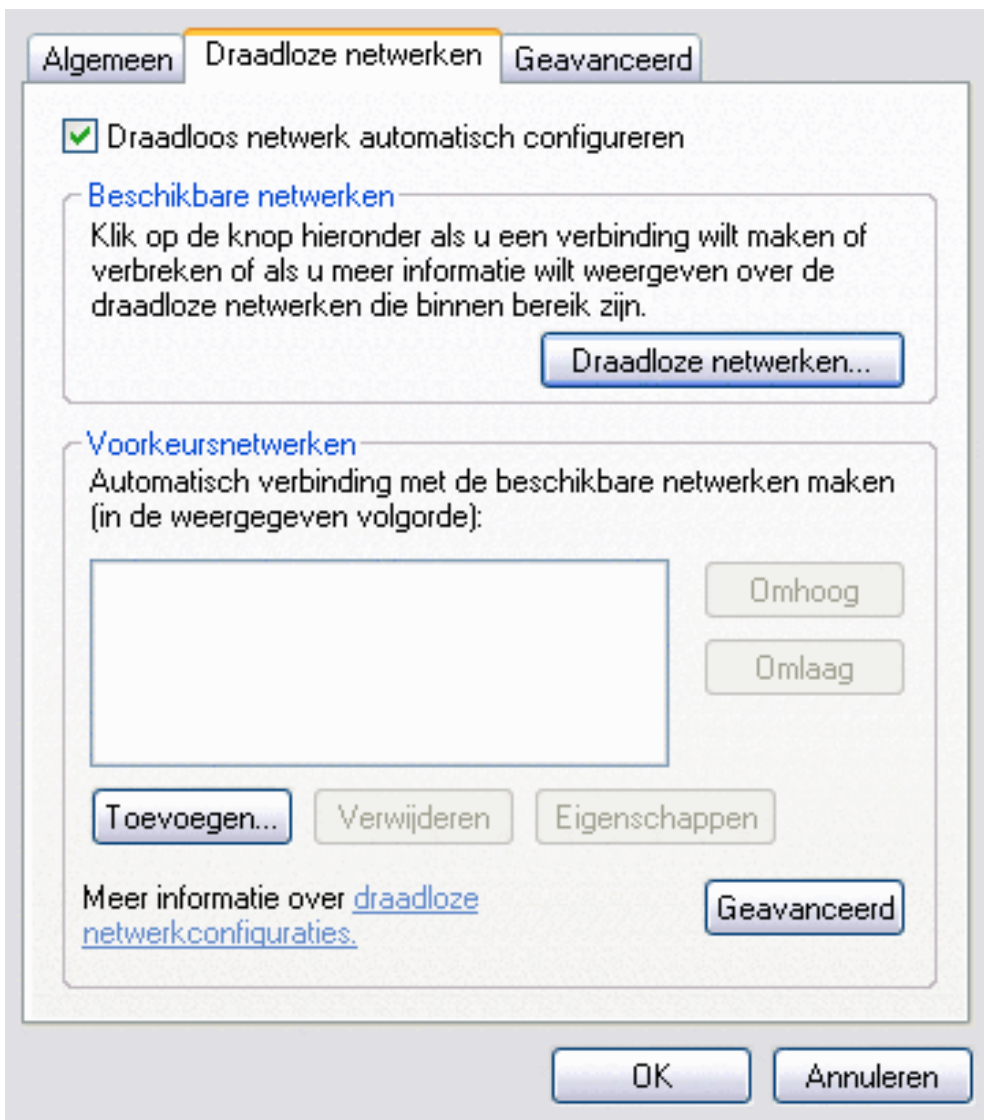 Algemeen
Draadloze netwerken
Geavanceerd
Draadloos netwerk automatisch configureren
Beschikbare netwerken
Klik op de knop hieronder als u een verbinding wilt maken of
verbreken of als u meer informatie wilt weergeven over de
draadloze netwerken die binnen bereik zijn.
Draadloze netwerken...
Voorkeursnetwerken
Automatisch verbinding met de beschikbare netwerken maken
(in de weergegeven volgorde):
Omhoog
Omlaag
Toevoegen...
Verwijderen
Eigenschappen
Meer informatie over draadloze
netwerkconfiguraties.
Geavanceerd
OK
Annuleren